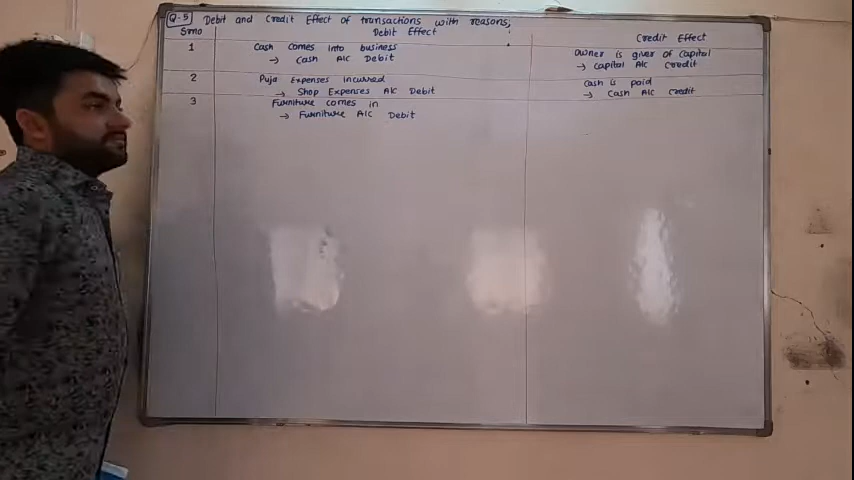 Q-5 Debit and Credit Effect of transactions with reasons;
Srno Debit Effect Credit Effect
1 Cash comes into business Owner is giver of Capital
→ Cash A/c Debit → Capital A/c Credit
2 Puja Expenses incurred Cash is paid
→ Shop Expenses A/c Debit → Cash A/c Credit
3 Furniture comes in
→ Furniture A/c Debit